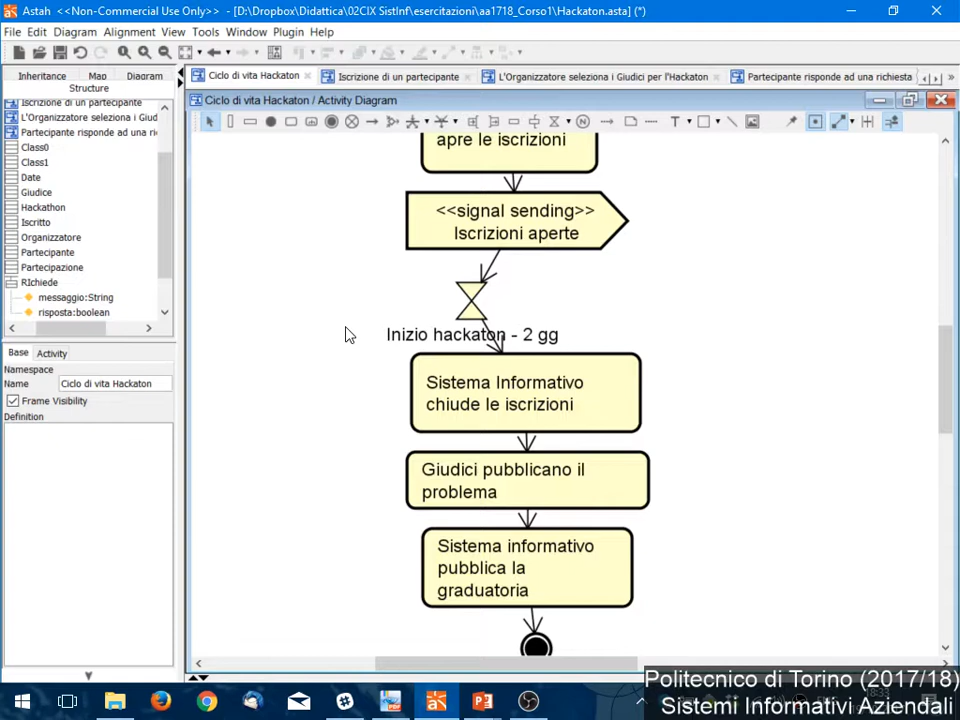 Astah <<Non-Commercial Use Only>> - [D:\Dropbox\Didattica\02CIX SistInf\esercitazioni\aa1718_Corso1\Hackaton.asta] (*)
File Edit Diagram Alignment View Tools Window Plugin Help
Inheritance Map Diagram
Structure
Iscrizione di un partecipante
L'Organizzatore seleziona i Giud
Partecipante risponde ad una ri
Class0
Class1
Date
Giudice
Hackathon
Iscritto
Organizzatore
Partecipante
Partecipazione
RIchiede
messaggio:String
risposta:boolean
Base Activity
Namespace
Name Ciclo di vita Hackaton
Frame Visibility
Definition
Ciclo di vita Hackaton Iscrizione di un partecipante L'Organizzatore seleziona i Giudici per l'Hackaton Partecipante risponde ad una richiesta
Ciclo di vita Hackaton / Activity Diagram
apre le iscrizioni
<<signal sending>>
Iscrizioni aperte
Inizio hackaton - 2 gg
Sistema Informativo
chiude le iscrizioni
Giudici pubblicano il
problema
Sistema informativo
pubblica la
graduatoria
Politecnico di Torino (2017/18)
Sistemi Informativi Aziendali
18:33